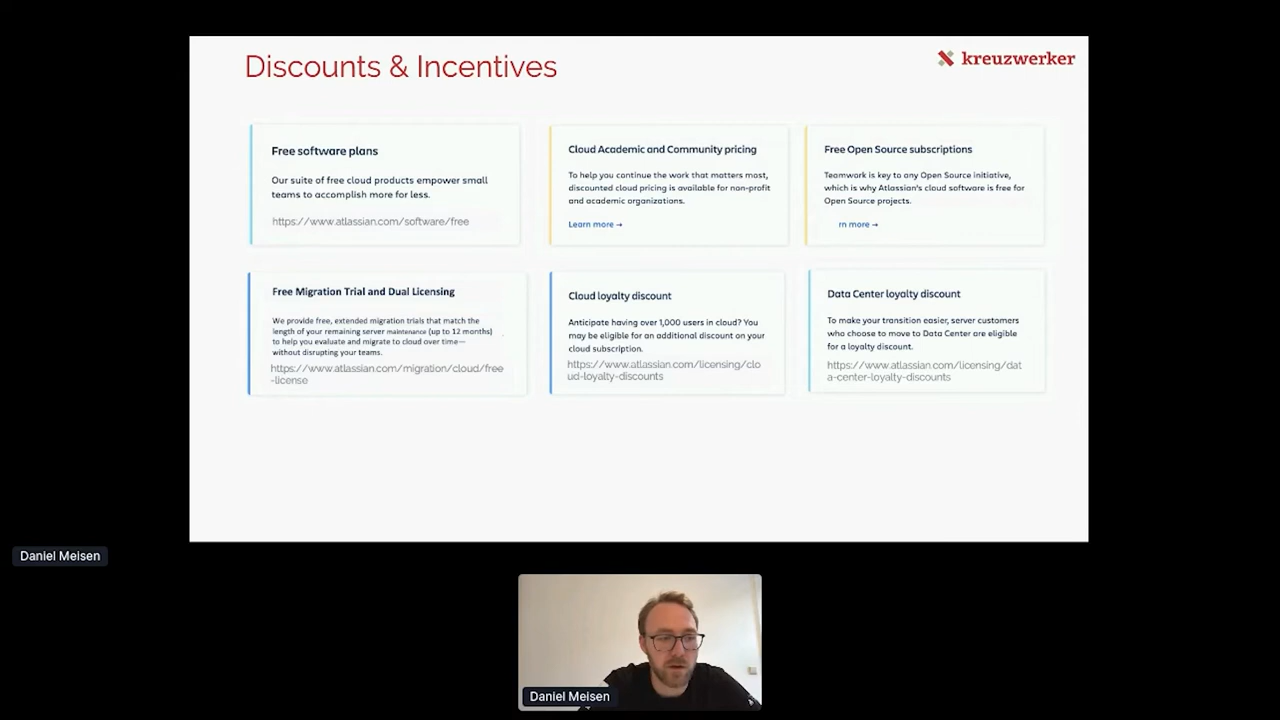 Discounts & Incentives
kreuzwerker
Free software plans
Our suite of free cloud products empower small
teams to accomplish more for less.
https://www.atlassian.com/software/free
Cloud Academic and Community pricing
To help you continue the work that matters most,
discounted cloud pricing is available for non-profit
and academic organizations.
Learn more →
Free Open Source subscriptions
Teamwork is key to any Open Source initiative,
which is why Atlassian's cloud software is free for
Open Source projects.
rn more →
Free Migration Trial and Dual Licensing
We provide free, extended migration trials that match the
length of your remaining server maintenance (up to 12 months)
to help you evaluate and migrate to cloud over time—
without disrupting your teams.
https://www.atlassian.com/migration/cloud/free
-license
Cloud loyalty discount
Anticipate having over 1,000 users in cloud? You
may be eligible for an additional discount on your
cloud subscription.
https://www.atlassian.com/licensing/clo
ud-loyalty-discounts
Data Center loyalty discount
To make your transition easier, server customers
who choose to move to Data Center are eligible
for a loyalty discount.
https://www.atlassian.com/licensing/dat
a-center-loyalty-discounts
Daniel Meisen
Daniel Meisen